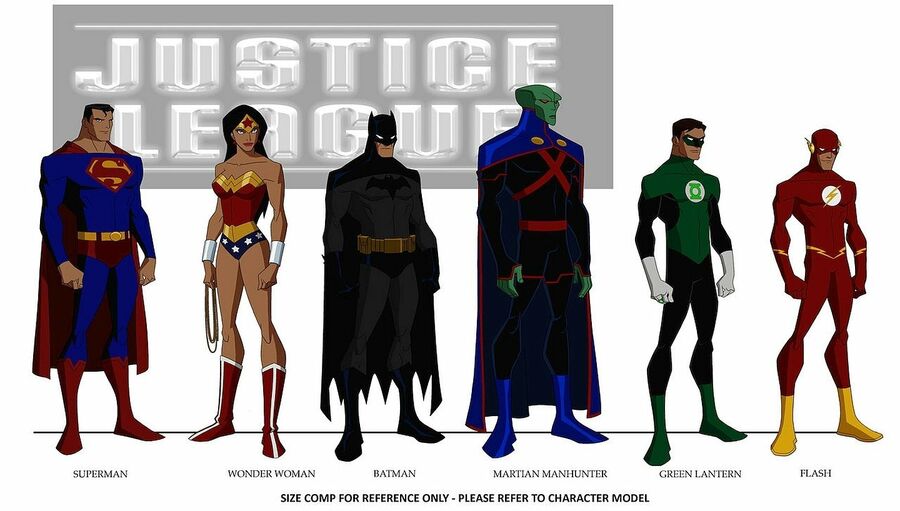 JUSTICE
LEAGUE
S
SUPERMAN
WONDER WOMAN
BATMAN
MARTIAN MANHUNTER
GREEN LANTERN
FLASH
SIZE COMP FOR REFERENCE ONLY - PLEASE REFER TO CHARACTER MODEL